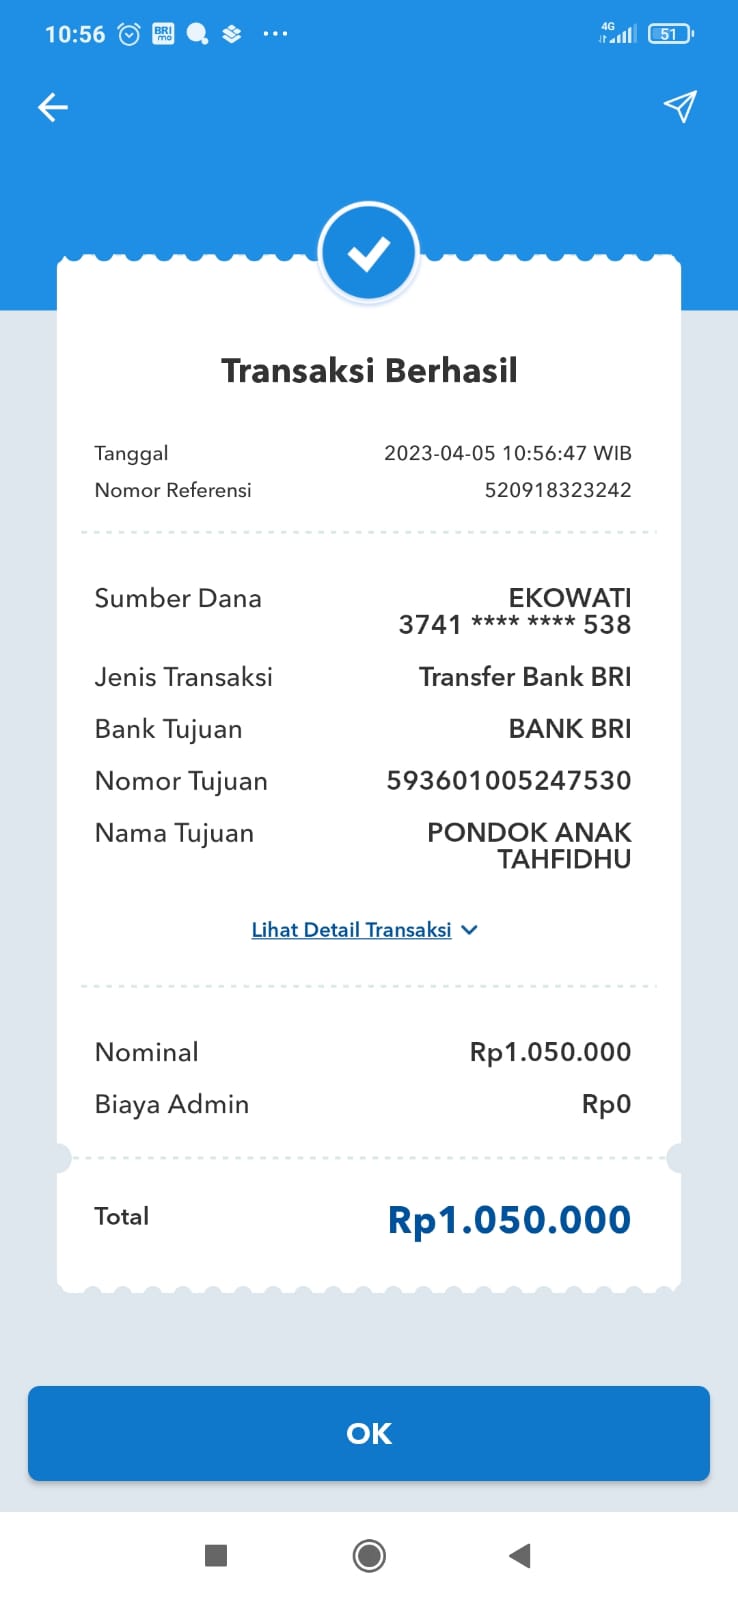 10:56 BRI mo 4G 51
Transaksi Berhasil
Tanggal 2023-04-05 10:56:47 WIB
Nomor Referensi 520918323242
Sumber Dana EKOWATI
3741 **** **** 538
Jenis Transaksi Transfer Bank BRI
Bank Tujuan BANK BRI
Nomor Tujuan 593601005247530
Nama Tujuan PONDOK ANAK
TAHFIDHU
Lihat Detail Transaksi
Nominal Rp1.050.000
Biaya Admin Rp0
Total Rp1.050.000
OK